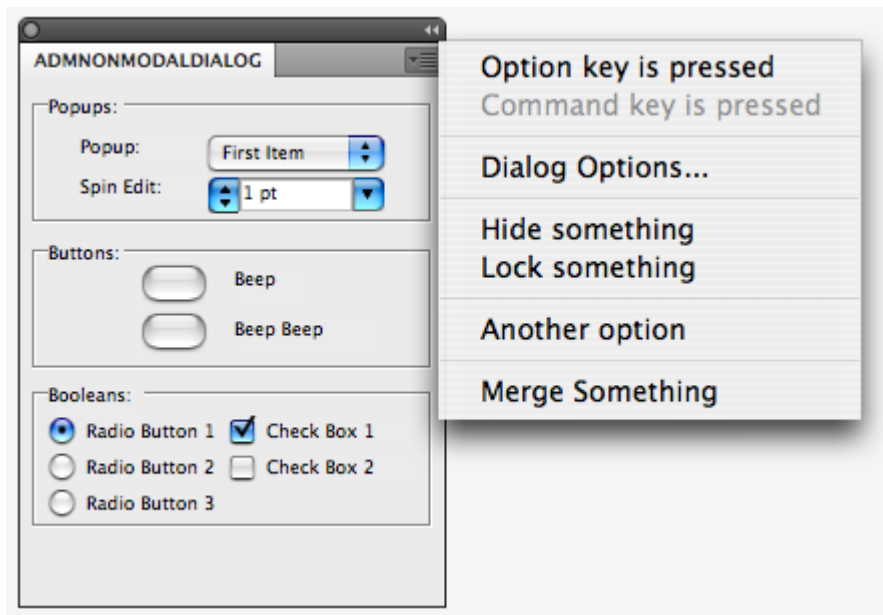 ADMNONMODALDIALOG
Popups:
Popup: First Item
Spin Edit: 1 pt
Buttons:
Beep
Beep Beep
Booleans:
Radio Button 1 Check Box 1
Radio Button 2 Check Box 2
Radio Button 3
Option key is pressed
Command key is pressed
Dialog Options...
Hide something
Lock something
Another option
Merge Something